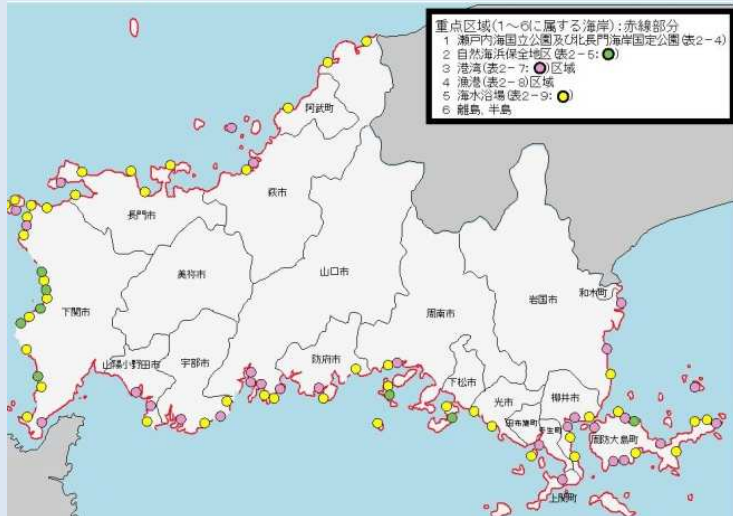 重点区域(1～6に属する海岸):赤線部分
1 瀬戸内海国立公園及び北長門海岸国定公園(表2-4)
2 自然海浜保全地区(表2-5:●)
3 港湾(表2-7:●)区域
4 漁港(表2-8)区域
5 海水浴場(表2-9:●)
6 離島, 半島
阿武町
萩市
長門市
山口市
美祢市
岩国市
和木町
周南市
下関市
防府市
宇部市
山陽小野田市
下松市
光市
柳井市
田布施町
平生町
周防大島町
上関町